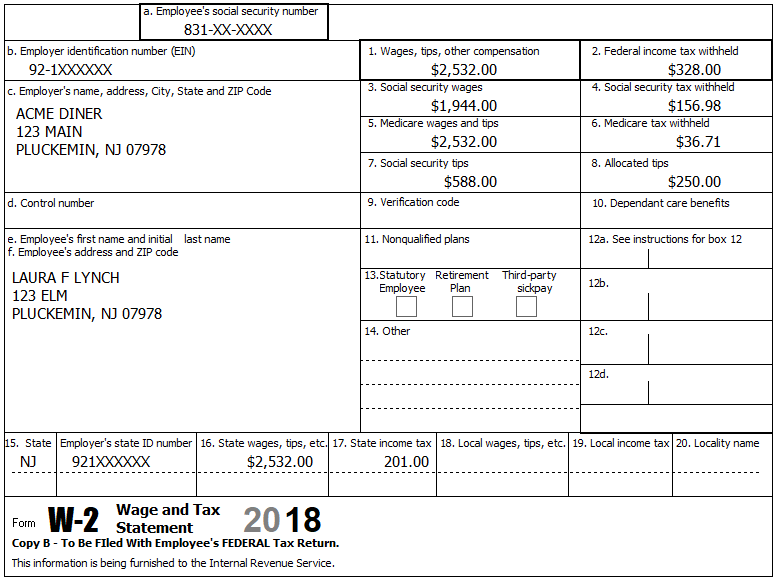 a. Employee's social security number
831-XX-XXXX
b. Employer identification number (EIN)
92-1XXXXXX
1. Wages, tips, other compensation
$2,532.00
2. Federal income tax withheld
$328.00
c. Employer's name, address, City, State and ZIP Code
ACME DINER
123 MAIN
PLUCKEMIN, NJ 07978
3. Social security wages
$1,944.00
4. Social security tax withheld
$156.98
5. Medicare wages and tips
$2,532.00
6. Medicare tax withheld
$36.71
7. Social security tips
$588.00
8. Allocated tips
$250.00
d. Control number
9. Verification code
10. Dependant care benefits
e. Employee's first name and initial last name
f. Employee's address and ZIP code
LAURA F LYNCH
123 ELM
PLUCKEMIN, NJ 07978
11. Nonqualified plans
12a. See instructions for box 12
13.Statutory Employee
Retirement Plan
Third-party sickpay
12b.
14. Other
12c.
12d.
15. State
NJ
Employer's state ID number
921XXXXXX
16. State wages, tips, etc.
$2,532.00
17. State income tax
201.00
18. Local wages, tips, etc.
19. Local income tax
20. Locality name
Form W-2 Wage and Tax Statement 2018
Copy B - To Be FIled With Employee's FEDERAL Tax Return.
This information is being furnished to the Internal Revenue Service.